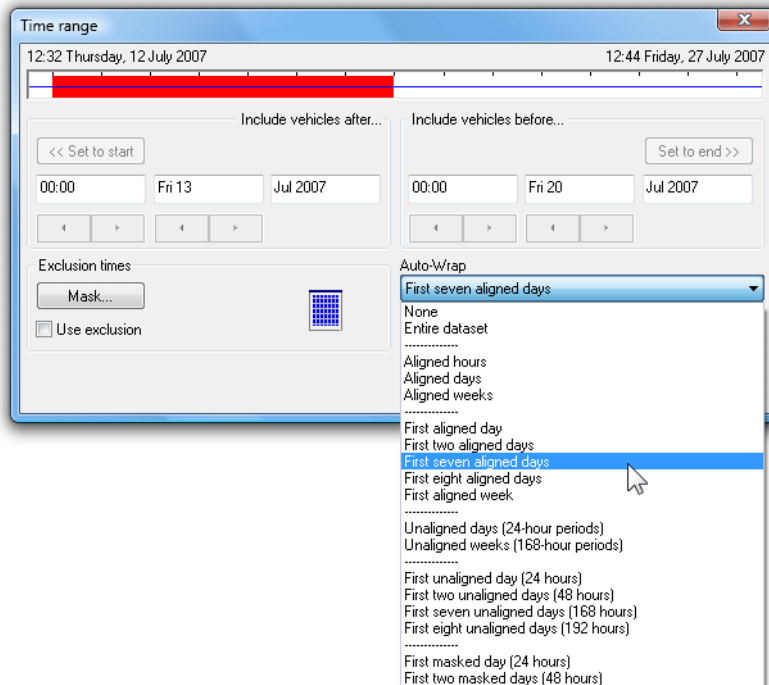 Time range
12:32 Thursday, 12 July 2007 12:44 Friday, 27 July 2007
Include vehicles after... Include vehicles before...
<< Set to start Set to end >>
00:00 Fri 13 Jul 2007 00:00 Fri 20 Jul 2007
Exclusion times Auto-Wrap
Mask... First seven aligned days
Use exclusion
None
Entire dataset
--------------
Aligned hours
Aligned days
Aligned weeks
--------------
First aligned day
First two aligned days
First seven aligned days
First eight aligned days
First aligned week
--------------
Unaligned days (24-hour periods)
Unaligned weeks (168-hour periods)
--------------
First unaligned day (24 hours)
First two unaligned days (48 hours)
First seven unaligned days (168 hours)
First eight unaligned days (192 hours)
--------------
First masked day (24 hours)
First two masked days (48 hours)